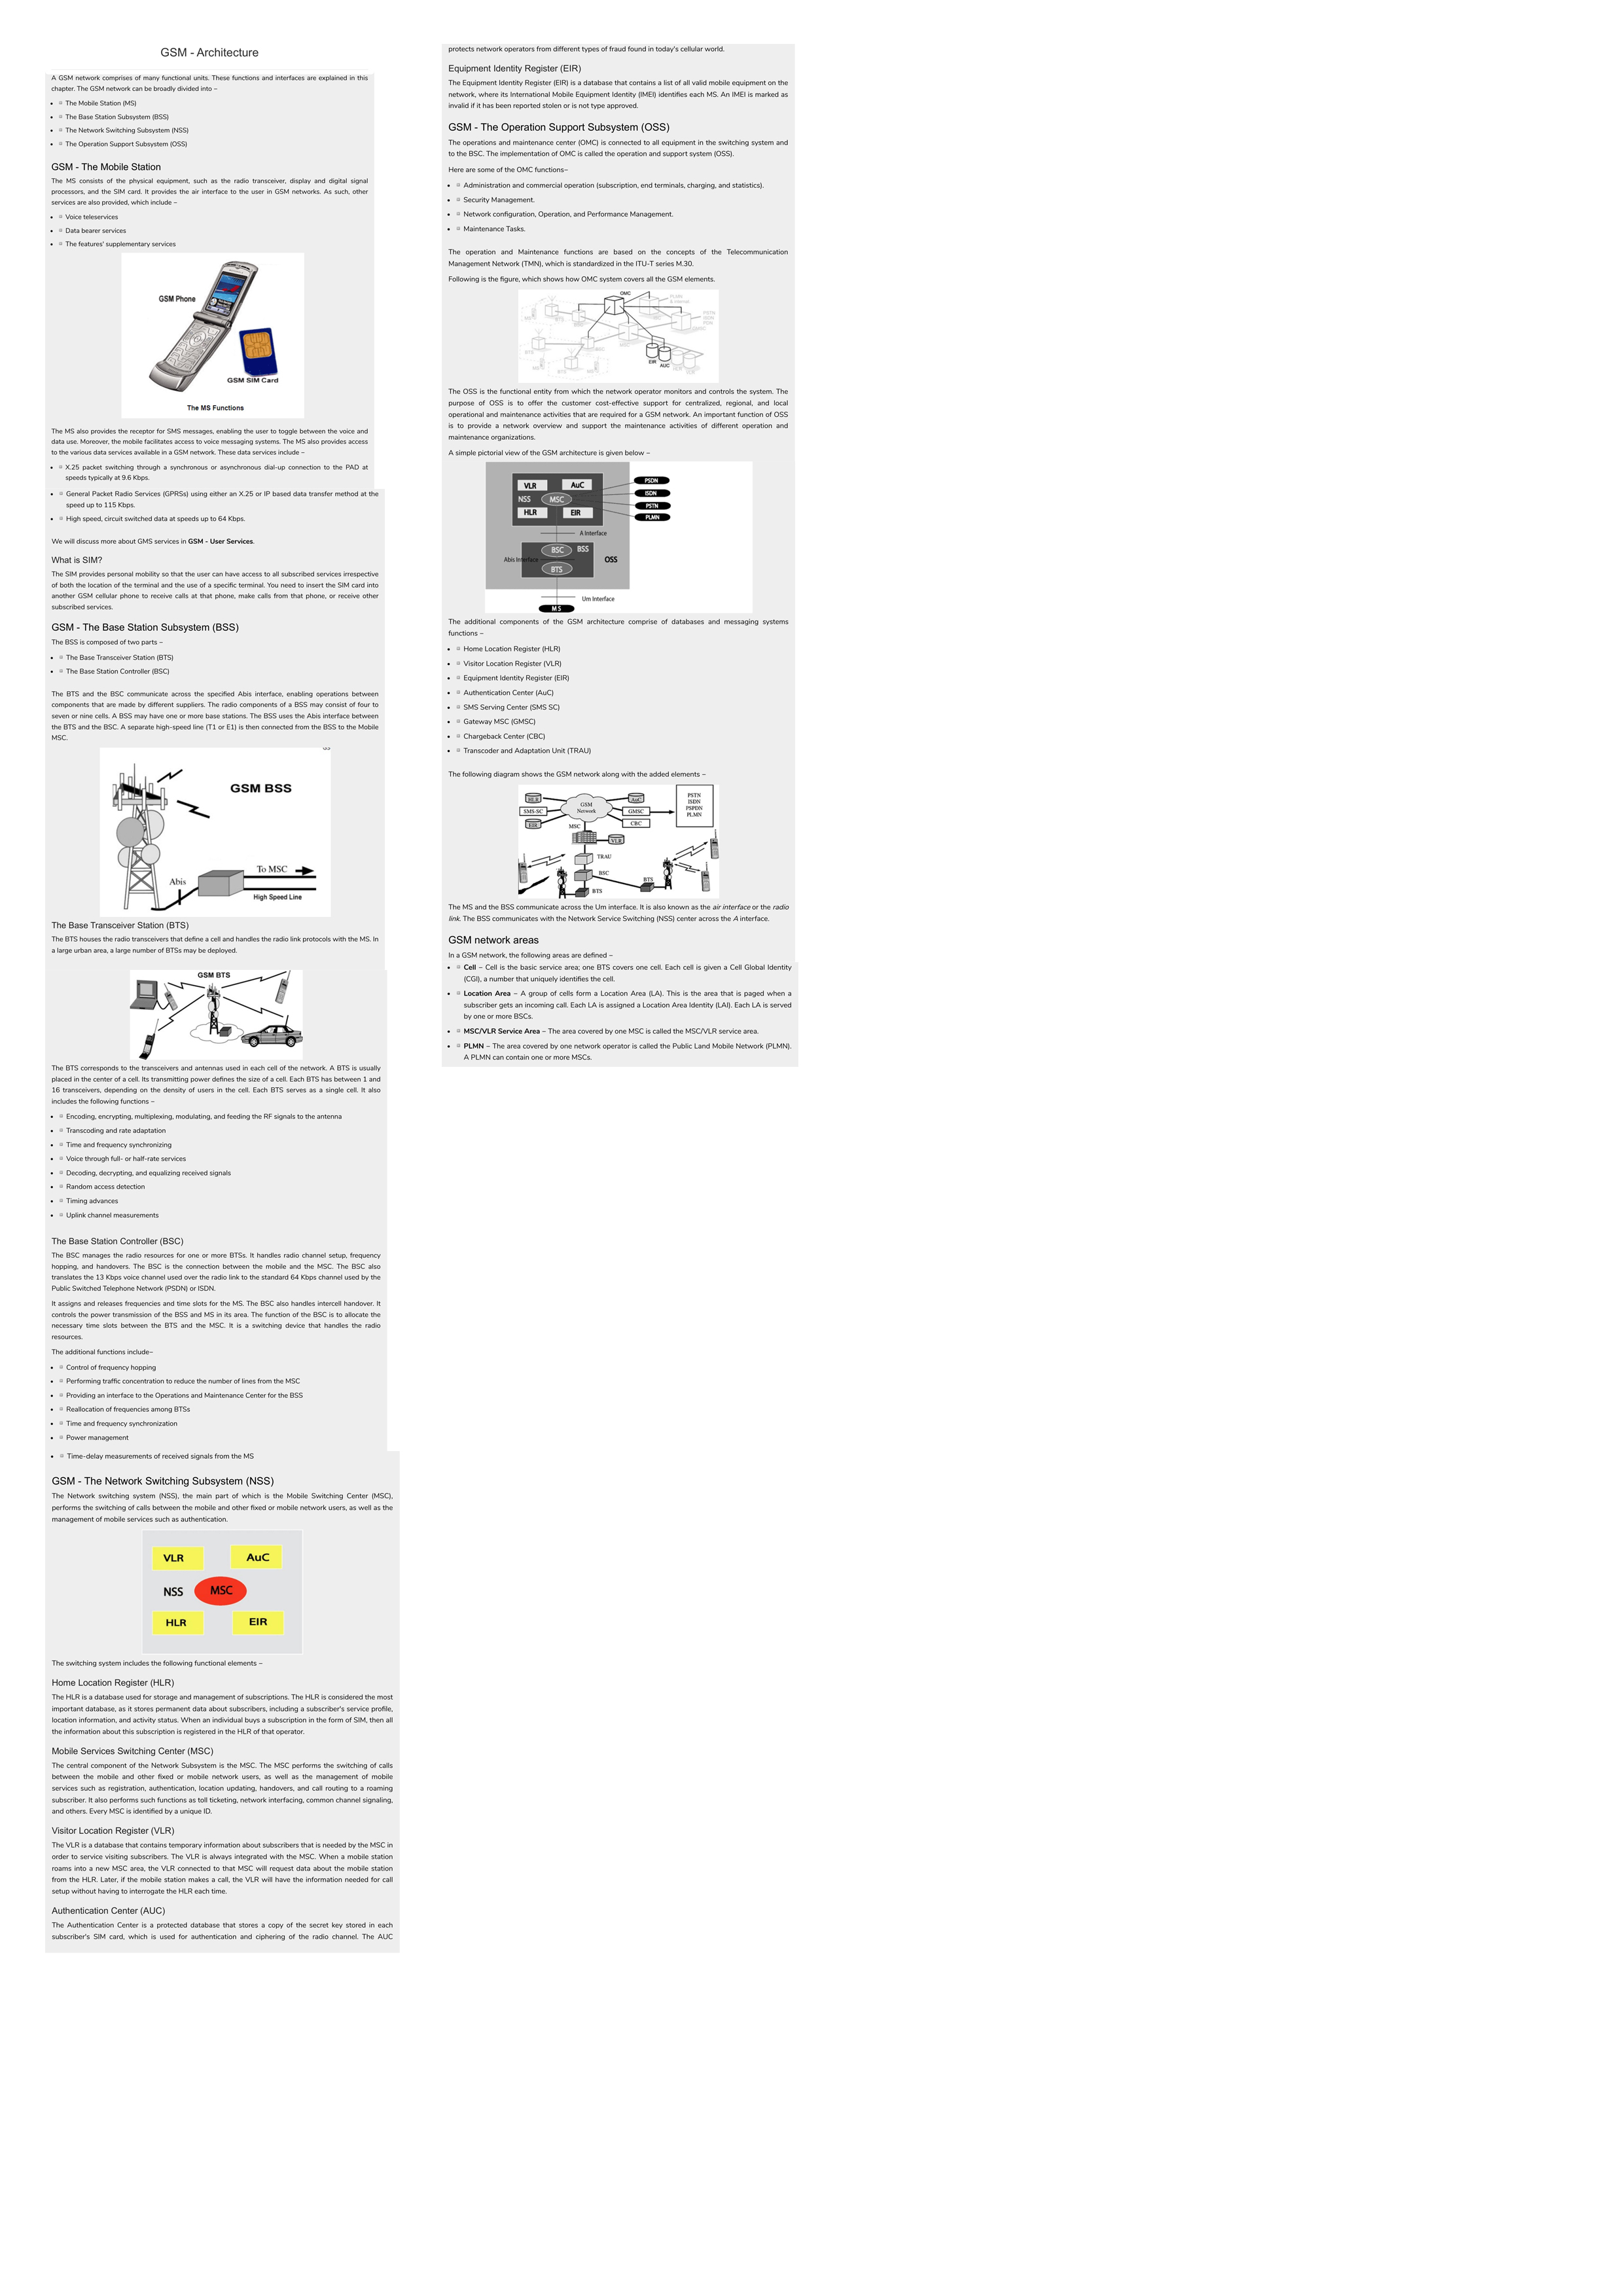 GSM - Architecture
A GSM network comprises of many functional units. These functions and interfaces are explained in this
chapter. The GSM network can be broadly divided into −
The Mobile Station (MS)
The Base Station Subsystem (BSS)
The Network Switching Subsystem (NSS)
The Operation Support Subsystem (OSS)
GSM - The Mobile Station
The MS consists of the physical equipment, such as the radio transceiver, display and digital signal
processors, and the SIM card. It provides the air interface to the user in GSM networks. As such, other
services are also provided, which include −
Voice teleservices
Data bearer services
The features' supplementary services
GSM Phone
GSM SIM Card
The MS Functions
The MS also provides the receptor for SMS messages, enabling the user to toggle between the voice and
data use. Moreover, the mobile facilitates access to voice messaging systems. The MS also provides access
to the various data services available in a GSM network. These data services include −
X.25 packet switching through a synchronous or asynchronous dial-up connection to the PAD at
speeds typically at 9.6 Kbps.
General Packet Radio Services (GPRSs) using either an X.25 or IP based data transfer method at the
speed up to 115 Kbps.
High speed, circuit switched data at speeds up to 64 Kbps.
We will discuss more about GMS services in GSM - User Services.
What is SIM?
The SIM provides personal mobility so that the user can have access to all subscribed services irrespective
of both the location of the terminal and the use of a specific terminal. You need to insert the SIM card into
another GSM cellular phone to receive calls at that phone, make calls from that phone, or receive other
subscribed services.
GSM - The Base Station Subsystem (BSS)
The BSS is composed of two parts −
The Base Transceiver Station (BTS)
The Base Station Controller (BSC)
The BTS and the BSC communicate across the specified Abis interface, enabling operations between
components that are made by different suppliers. The radio components of a BSS may consist of four to
seven or nine cells. A BSS may have one or more base stations. The BSS uses the Abis interface between
the BTS and the BSC. A separate high-speed line (T1 or E1) is then connected from the BSS to the Mobile
MSC.
GSM BSS
To MSC
Abis
High Speed Line
The Base Transceiver Station (BTS)
The BTS houses the radio transceivers that define a cell and handles the radio link protocols with the MS. In
a large urban area, a large number of BTSs may be deployed.
GSM BTS
The BTS corresponds to the transceivers and antennas used in each cell of the network. A BTS is usually
placed in the center of a cell. Its transmitting power defines the size of a cell. Each BTS has between 1 and
16 transceivers, depending on the density of users in the cell. Each BTS serves as a single cell. It also
includes the following functions −
Encoding, encrypting, multiplexing, modulating, and feeding the RF signals to the antenna
Transcoding and rate adaptation
Time and frequency synchronizing
Voice through full- or half-rate services
Decoding, decrypting, and equalizing received signals
Random access detection
Timing advances
Uplink channel measurements
The Base Station Controller (BSC)
The BSC manages the radio resources for one or more BTSs. It handles radio channel setup, frequency
hopping, and handovers. The BSC is the connection between the mobile and the MSC. The BSC also
translates the 13 Kbps voice channel used over the radio link to the standard 64 Kbps channel used by the
Public Switched Telephone Network (PSDN) or ISDN.
It assigns and releases frequencies and time slots for the MS. The BSC also handles intercell handover. It
controls the power transmission of the BSS and MS in its area. The function of the BSC is to allocate the
necessary time slots between the BTS and the MSC. It is a switching device that handles the radio
resources.
The additional functions include−
Control of frequency hopping
Performing traffic concentration to reduce the number of lines from the MSC
Providing an interface to the Operations and Maintenance Center for the BSS
Reallocation of frequencies among BTSs
Time and frequency synchronization
Power management
Time-delay measurements of received signals from the MS
GSM - The Network Switching Subsystem (NSS)
The Network switching system (NSS), the main part of which is the Mobile Switching Center (MSC),
performs the switching of calls between the mobile and other fixed or mobile network users, as well as the
management of mobile services such as authentication.
VLR
AuC
NSS
MSC
HLR
EIR
The switching system includes the following functional elements −
Home Location Register (HLR)
The HLR is a database used for storage and management of subscriptions. The HLR is considered the most
important database, as it stores permanent data about subscribers, including a subscriber's service profile,
location information, and activity status. When an individual buys a subscription in the form of SIM, then all
the information about this subscription is registered in the HLR of that operator.
Mobile Services Switching Center (MSC)
The central component of the Network Subsystem is the MSC. The MSC performs the switching of calls
between the mobile and other fixed or mobile network users, as well as the management of mobile
services such as registration, authentication, location updating, handovers, and call routing to a roaming
subscriber. It also performs such functions as toll ticketing, network interfacing, common channel signaling,
and others. Every MSC is identified by a unique ID.
Visitor Location Register (VLR)
The VLR is a database that contains temporary information about subscribers that is needed by the MSC in
order to service visiting subscribers. The VLR is always integrated with the MSC. When a mobile station
roams into a new MSC area, the VLR connected to that MSC will request data about the mobile station
from the HLR. Later, if the mobile station makes a call, the VLR will have the information needed for call
setup without having to interrogate the HLR each time.
Authentication Center (AUC)
The Authentication Center is a protected database that stores a copy of the secret key stored in each
subscriber's SIM card, which is used for authentication and ciphering of the radio channel. The AUC
protects network operators from different types of fraud found in today's cellular world.
Equipment Identity Register (EIR)
The Equipment Identity Register (EIR) is a database that contains a list of all valid mobile equipment on the
network, where its International Mobile Equipment Identity (IMEI) identifies each MS. An IMEI is marked as
invalid if it has been reported stolen or is not type approved.
GSM - The Operation Support Subsystem (OSS)
The operations and maintenance center (OMC) is connected to all equipment in the switching system and
to the BSC. The implementation of OMC is called the operation and support system (OSS).
Here are some of the OMC functions−
Administration and commercial operation (subscription, end terminals, charging, and statistics).
Security Management.
Network configuration, Operation, and Performance Management.
Maintenance Tasks.
The operation and Maintenance functions are based on the concepts of the Telecommunication
Management Network (TMN), which is standardized in the ITU-T series M.30.
Following is the figure, which shows how OMC system covers all the GSM elements.
OMC
PLMN
& Internet
PSTN
ISDN
BTS
EIR
AUC
The OSS is the functional entity from which the network operator monitors and controls the system. The
purpose of OSS is to offer the customer cost-effective support for centralized, regional, and local
operational and maintenance activities that are required for a GSM network. An important function of OSS
is to provide a network overview and support the maintenance activities of different operation and
maintenance organizations.
A simple pictorial view of the GSM architecture is given below −
VLR
AuC
NSS
MSC
HLR
EIR
PSDN
ISDN
PSTN
PLMN
A Interface
BSC
BSS
Abis Interface
OSS
BTS
Um Interface
MS
The additional components of the GSM architecture comprise of databases and messaging systems
functions −
Home Location Register (HLR)
Visitor Location Register (VLR)
Equipment Identity Register (EIR)
Authentication Center (AuC)
SMS Serving Center (SMS SC)
Gateway MSC (GMSC)
Chargeback Center (CBC)
Transcoder and Adaptation Unit (TRAU)
The following diagram shows the GSM network along with the added elements −
HLR
SMS-SC
EIR
GSM
Network
AuC
GMSC
CBC
PSTN
ISDN
PSPDN
PLMN
MSC
VLR
TRAU
BSC
BTS
BTS
The MS and the BSS communicate across the Um interface. It is also known as the air interface or the radio
link. The BSS communicates with the Network Service Switching (NSS) center across the A interface.
GSM network areas
In a GSM network, the following areas are defined −
Cell − Cell is the basic service area; one BTS covers one cell. Each cell is given a Cell Global Identity
(CGI), a number that uniquely identifies the cell.
Location Area − A group of cells form a Location Area (LA). This is the area that is paged when a
subscriber gets an incoming call. Each LA is assigned a Location Area Identity (LAI). Each LA is served
by one or more BSCs.
MSC/VLR Service Area − The area covered by one MSC is called the MSC/VLR service area.
PLMN − The area covered by one network operator is called the Public Land Mobile Network (PLMN).
A PLMN can contain one or more MSCs.